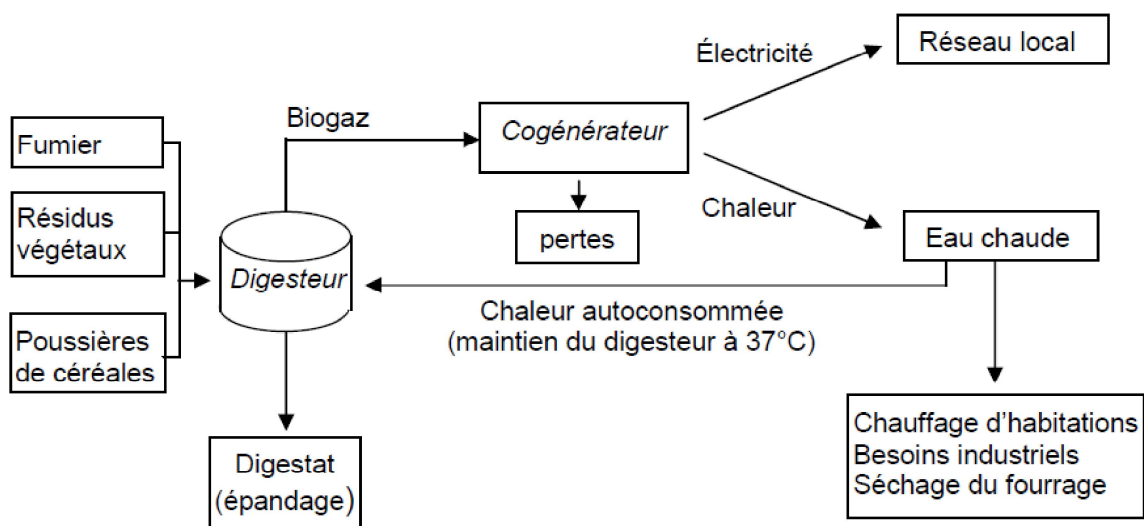 Fumier
Résidus
végétaux
Poussières
de céréales
Biogaz
Digesteur
Digestat
(épandage)
Cogénérateur
pertes
Électricité
Réseau local
Chaleur
Eau chaude
Chaleur autoconsommée
(maintien du digesteur à 37°C)
Chauffage d'habitations
Besoins industriels
Séchage du fourrage